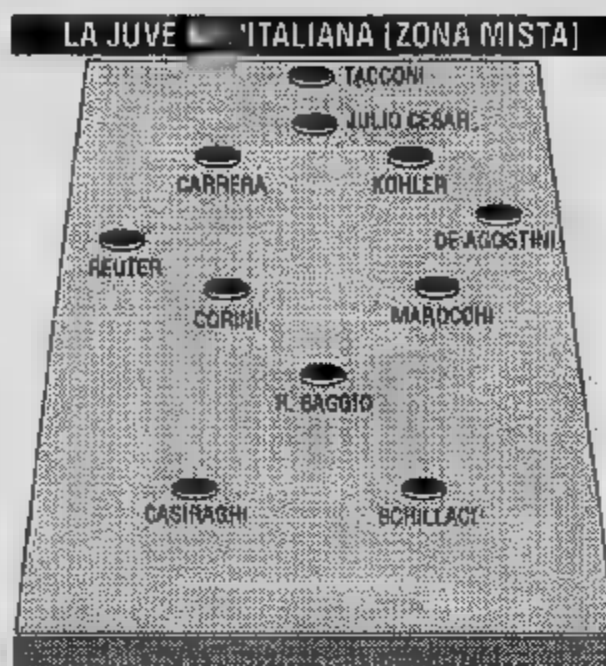 LA JUVE 'ITALIANA (ZONA MISTA)
TACCONI
JULIO CESAR
CARRERA KOHLER
DE AGOSTINI
REUTER
CORINI MAROCCHI
R. BAGGIO
CASIRAGHI SCHILLACI